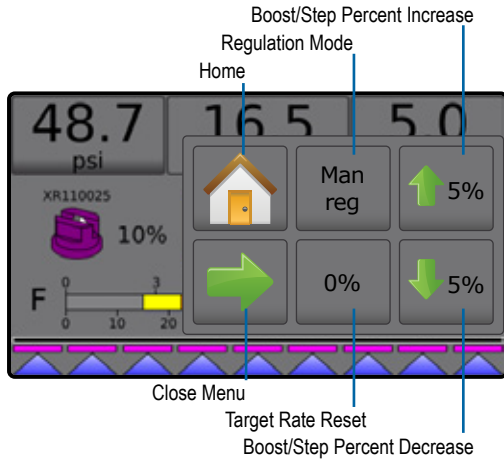 Boost/Step Percent Increase
Regulation Mode
Home
48.7 16.5 5.0
psi
XR110025
10%
Man
reg
5%
F
0 3
0 10 20
0%
5%
Close Menu
Target Rate Reset
Boost/Step Percent Decrease